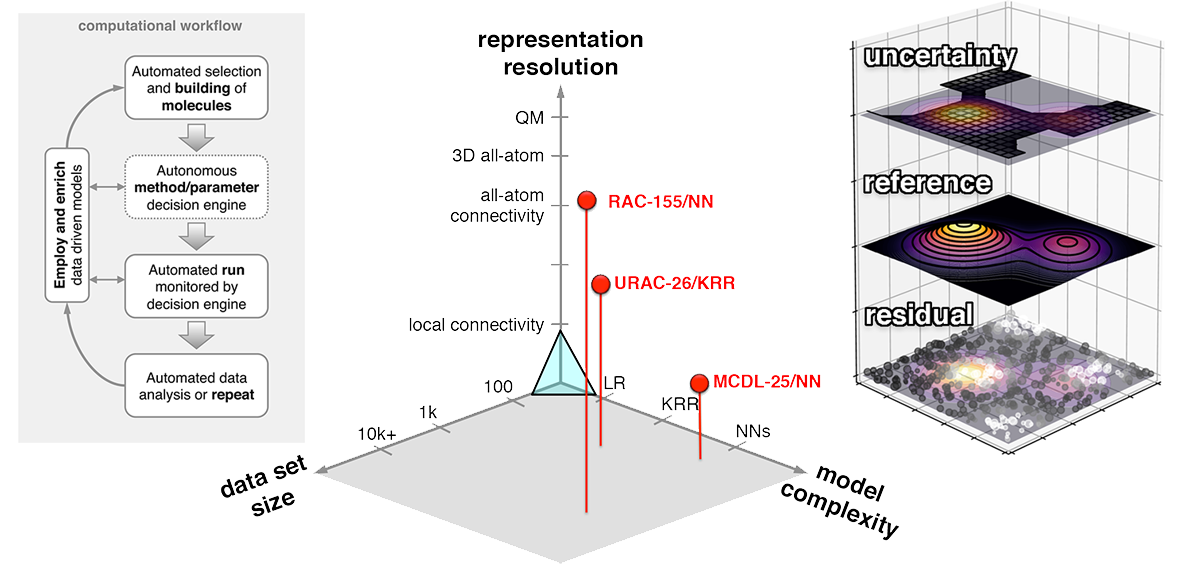 computational workflow
Automated selection
and building of
molecules
Autonomous
method/parameter
decision engine
Automated run
monitored by
decision engine
Automated data
analysis or repeat
Employ and enrich
data driven models
representation
resolution
QM
3D all-atom
all-atom
connectivity
local connectivity
RAC-155/NN
URAC-26/KRR
MCDL-25/NN
100
1k
10k+
data set
size
LR
KRR
NNs
model
complexity
uncertainty
reference
residual